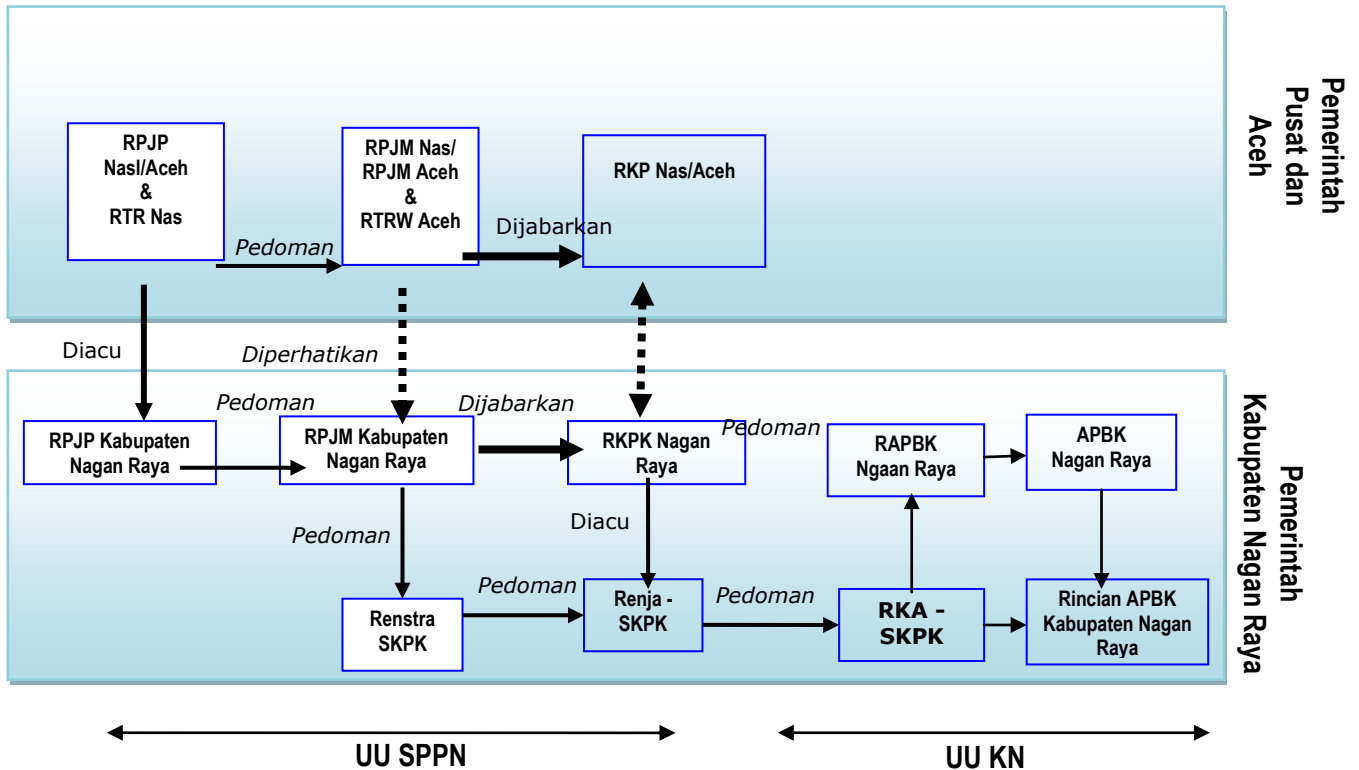 RPJP
Nasl/Aceh
&
RTR Nas
Pedoman
RPJM Nas/
RPJM Aceh
&
RTRW Aceh
Dijabarkan
RKP Nas/Aceh
Pemerintah
Pusat dan
Aceh
Diacu
Diperhatikan
RPJP Kabupaten
Nagan Raya
Pedoman
RPJM Kabupaten
Nagan Raya
Dijabarkan
RKPK Nagan
Raya
Pedoman
RAPBK
Ngaan Raya
APBK
Nagan Raya
Pedoman
Diacu
Renstra
SKPK
Pedoman
Renja -
SKPK
Pedoman
RKA –
SKPK
Rincian APBK
Kabupaten Nagan
Raya
Pemerintah
Kabupaten Nagan Raya
UU SPPN
UU KN